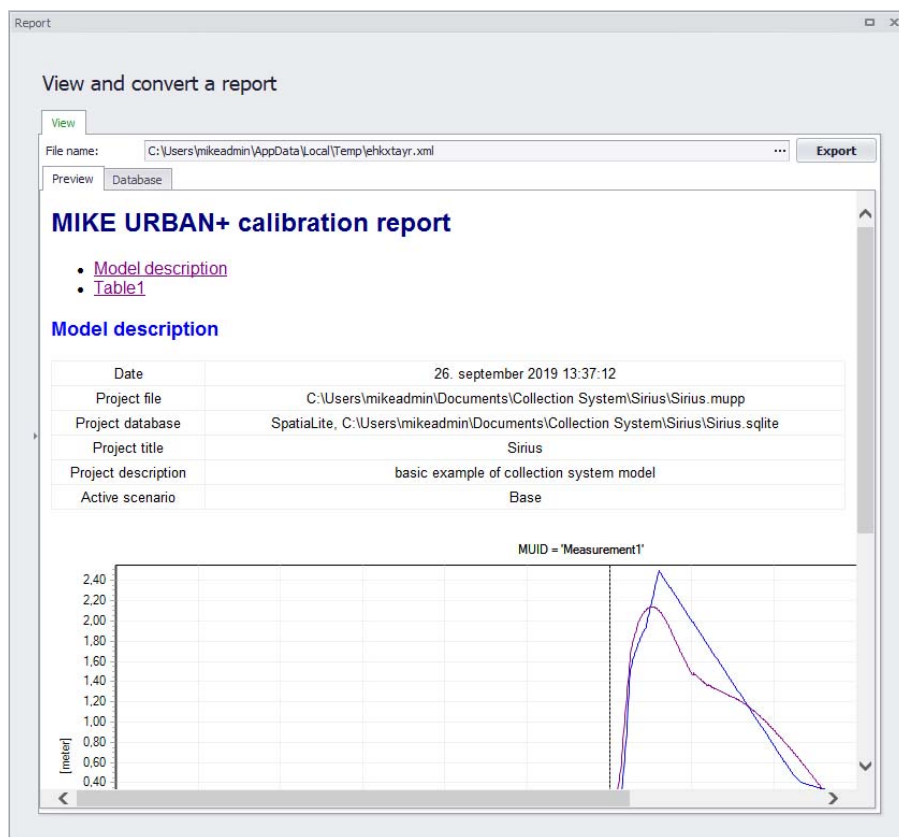 Report
View and convert a report
View
File name: C:\Users\mikeadmin\AppData\Local\Temp\ehkxtayr.xml ... Export
Preview Database
MIKE URBAN+ calibration report
• Model description
• Table1
Model description
Date 26. september 2019 13:37:12
Project file C:\Users\mikeadmin\Documents\Collection System\Sirius\Sirius.mupp
Project database SpatiaLite, C:\Users\mikeadmin\Documents\Collection System\Sirius\Sirius.sqlite
Project title Sirius
Project description basic example of collection system model
Active scenario Base
MUID = 'Measurement1'
2,40
2,20
2,00
1,80
1,60
1,40
1,20
1,00
0,80
0,60
0,40
[meter]